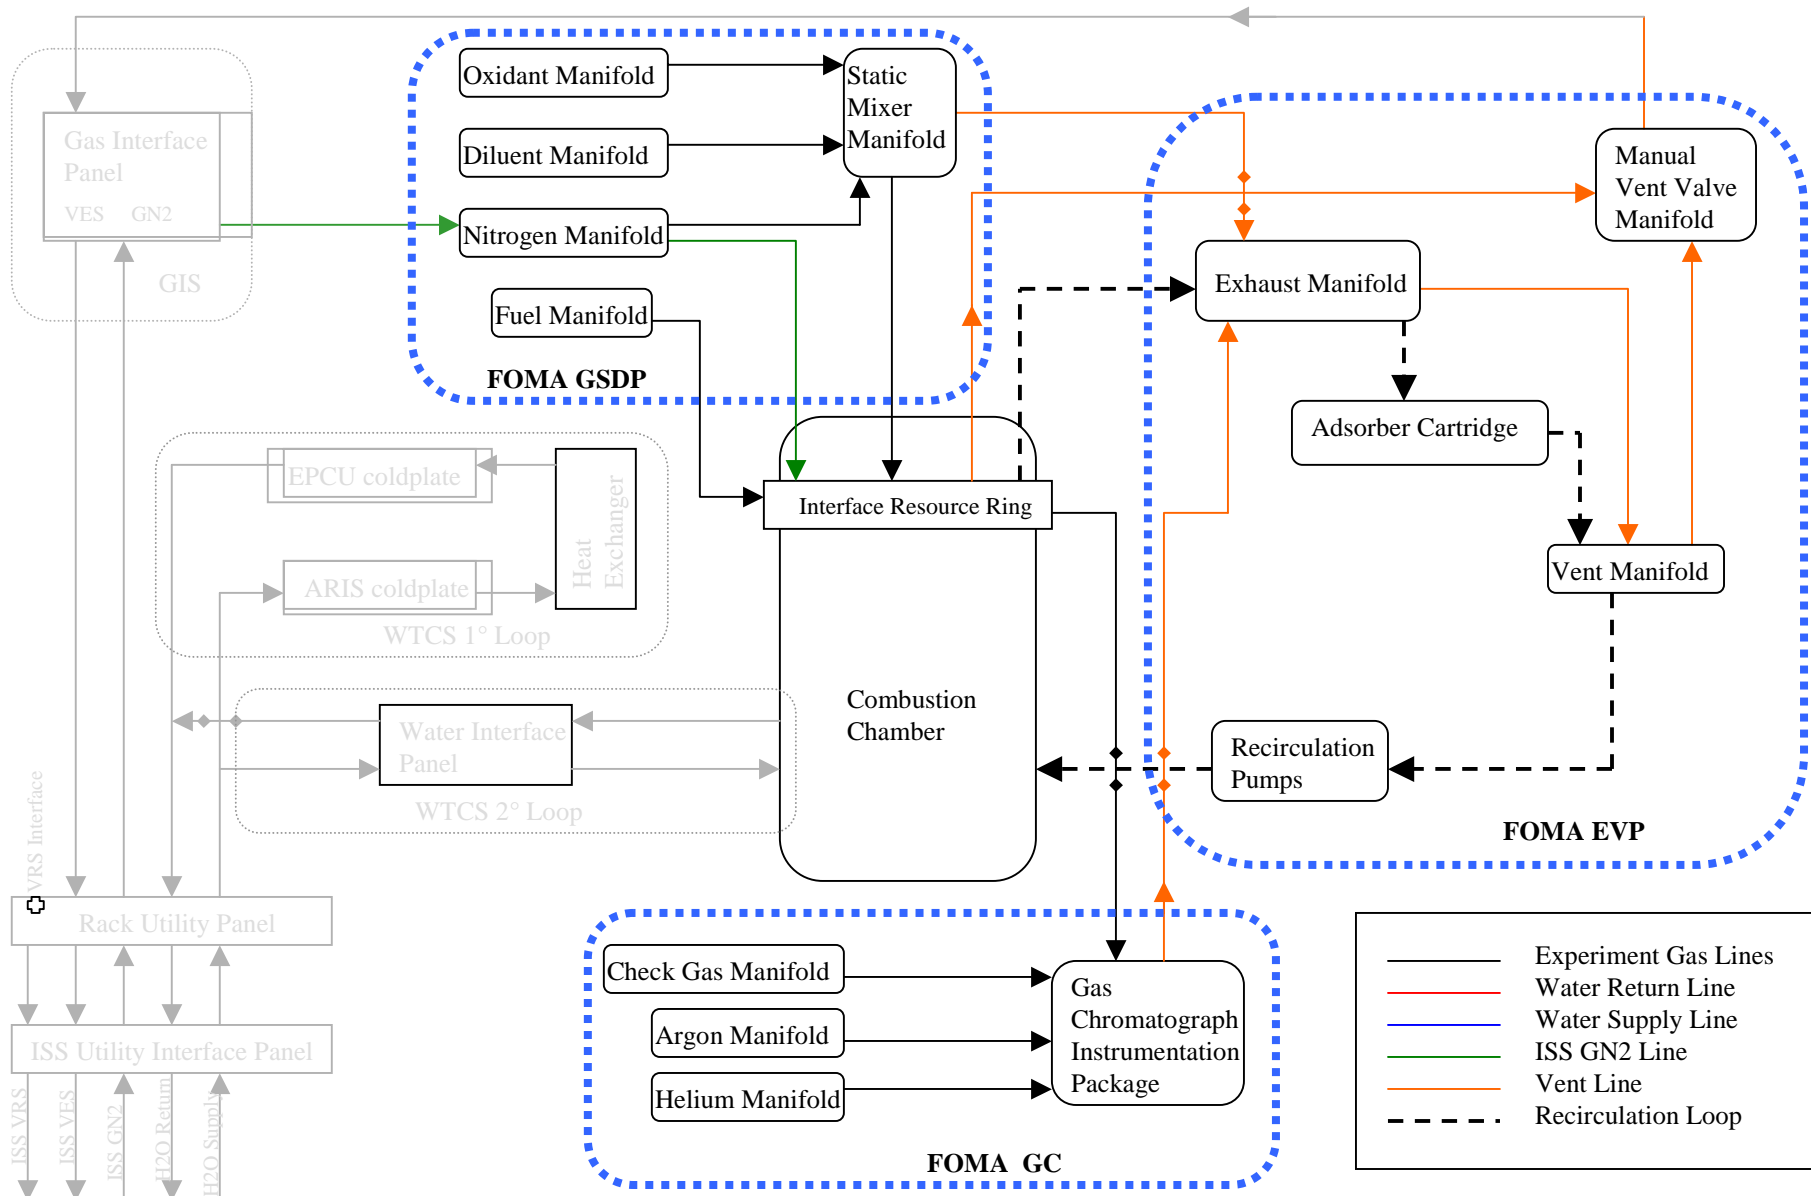 Oxidant Manifold
Static
Mixer
Manifold
Diluent Manifold
Nitrogen Manifold
Fuel Manifold
FOMA GSDP
Gas Interface
Panel
VES GN2
GIS
Manual
Vent Valve
Manifold
Exhaust Manifold
Adsorber Cartridge
Vent Manifold
Recirculation
Pumps
FOMA EVP
EPCU coldplate
ARIS coldplate
Heat
Exchanger
WTCS 1° Loop
Interface Resource Ring
Combustion
Chamber
Water Interface
Panel
WTCS 2° Loop
VRS Interface
Rack Utility Panel
ISS Utility Interface Panel
ISS VRS
ISS VES
ISS GN2
H2O Return
H2O Supply
Check Gas Manifold
Argon Manifold
Helium Manifold
Gas
Chromatograph
Instrumentation
Package
FOMA GC
Experiment Gas Lines
Water Return Line
Water Supply Line
ISS GN2 Line
Vent Line
Recirculation Loop